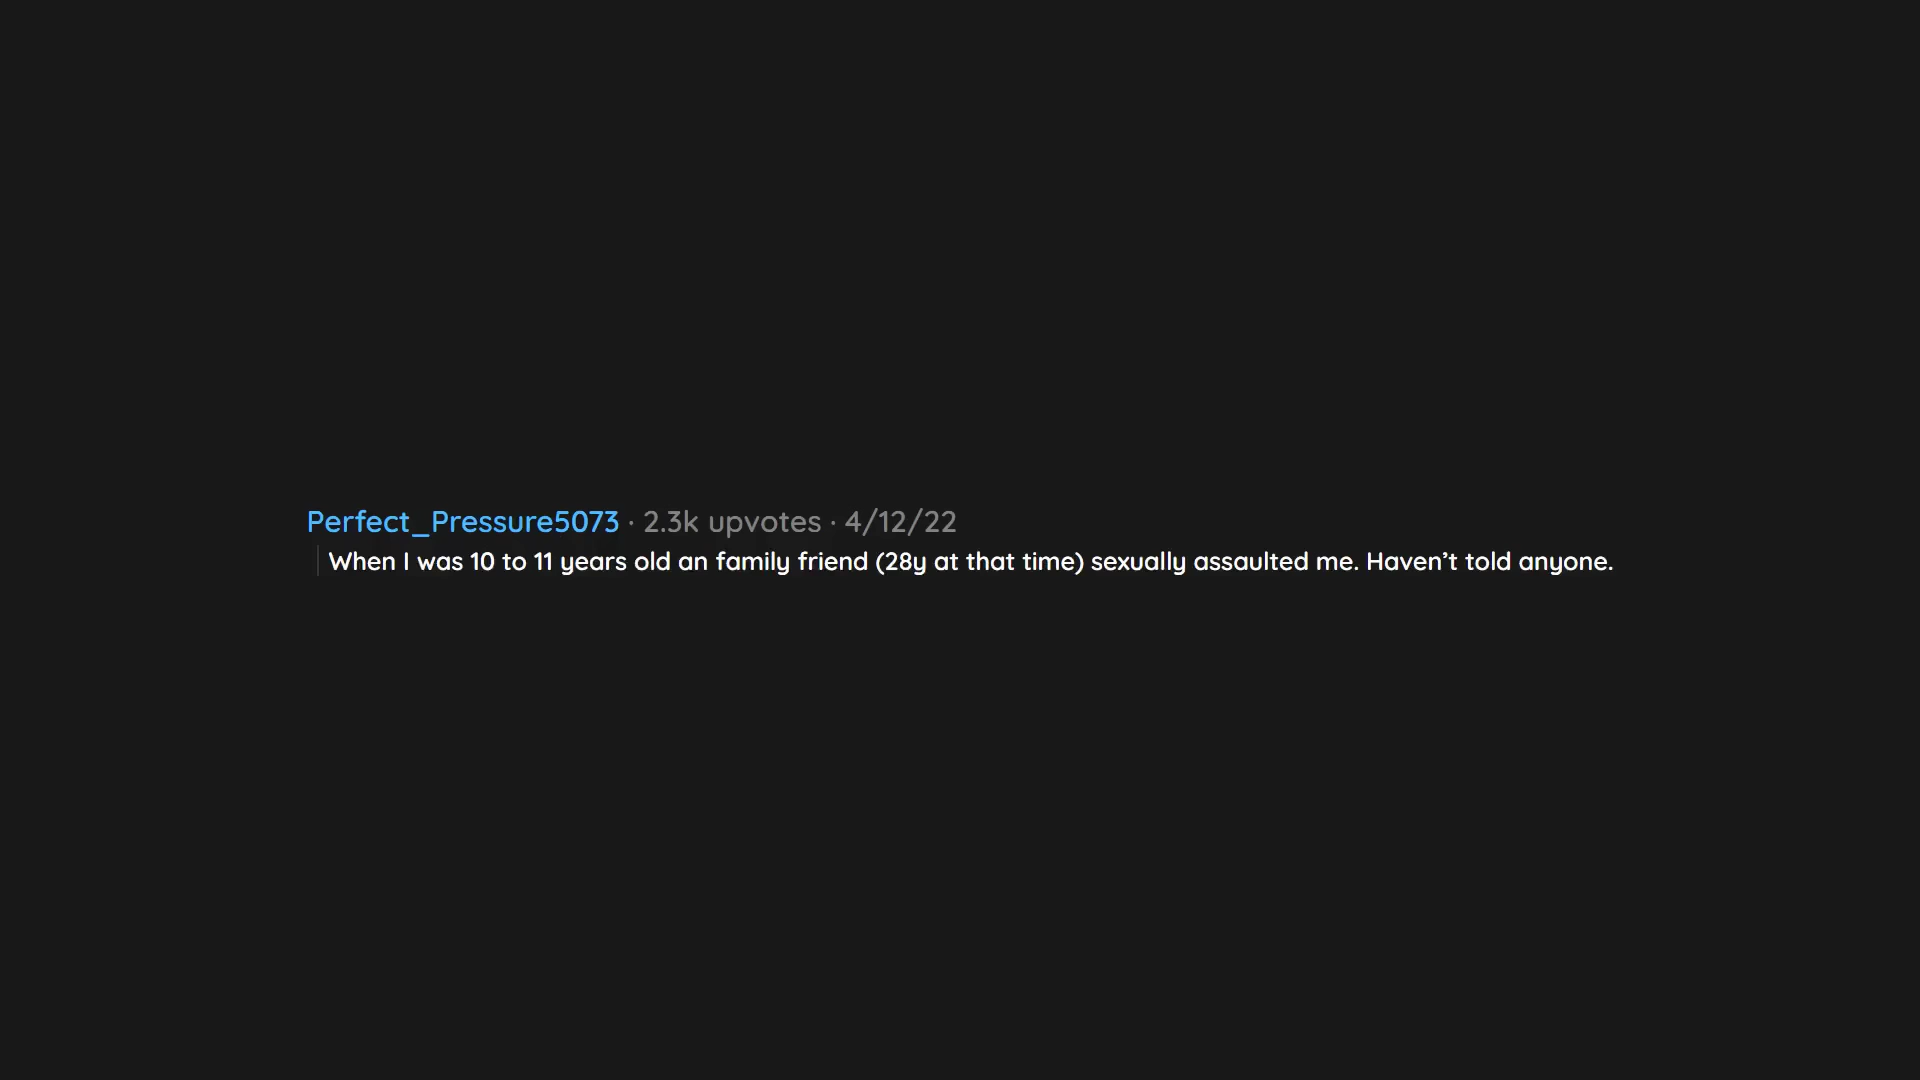 Perfect_Pressure5073 · 2.3k upvotes · 4/12/22
When I was 10 to 11 years old an family friend (28y at that time) sexually assaulted me. Haven’t told anyone.